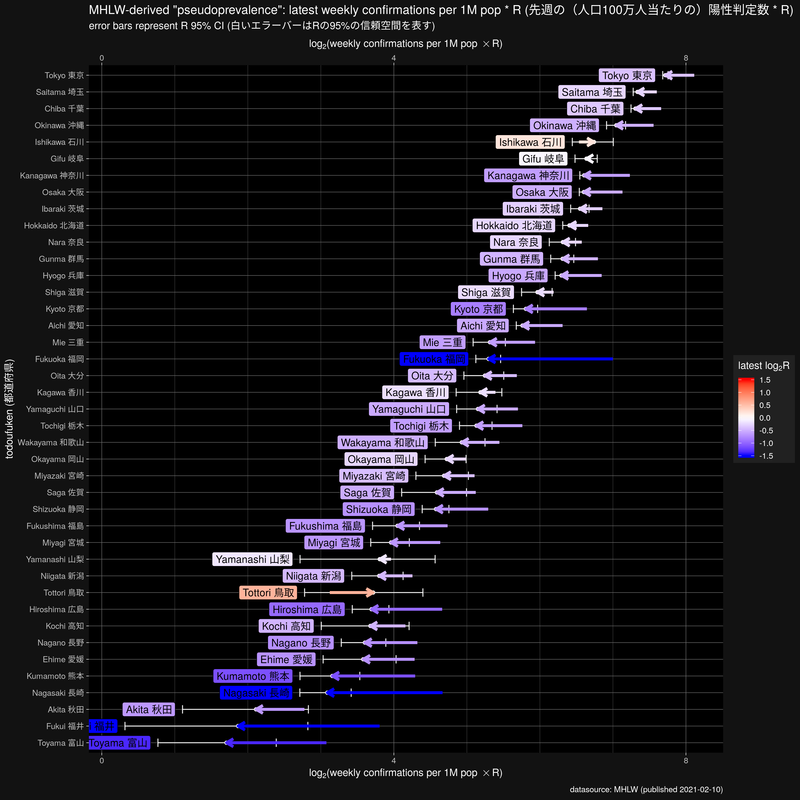 MHLW-derived "pseudoprevalence": latest weekly confirmations per 1M pop * R (先週の（人口100万人当たりの）陽性判定数 * R)
error bars represent R 95% CI (白いエラーバーはRの95%の信頼空間を表す)
log2(weekly confirmations per 1M pop × R)
0 4 8
Tokyo 東京 Tokyo 東京
Saitama 埼玉 Saitama 埼玉
Chiba 千葉 Chiba 千葉
Okinawa 沖縄 Okinawa 沖縄
Ishikawa 石川 Ishikawa 石川
Gifu 岐阜 Gifu 岐阜
Kanagawa 神奈川 Kanagawa 神奈川
Osaka 大阪 Osaka 大阪
Ibaraki 茨城 Ibaraki 茨城
Hokkaido 北海道 Hokkaido 北海道
Nara 奈良 Nara 奈良
Gunma 群馬 Gunma 群馬
Hyogo 兵庫 Hyogo 兵庫
Shiga 滋賀 Shiga 滋賀
Kyoto 京都 Kyoto 京都
Aichi 愛知 Aichi 愛知
Mie 三重 Mie 三重
Fukuoka 福岡 Fukuoka 福岡
Oita 大分 Oita 大分
Kagawa 香川 Kagawa 香川
Yamaguchi 山口 Yamaguchi 山口
Tochigi 栃木 Tochigi 栃木
Wakayama 和歌山 Wakayama 和歌山
Okayama 岡山 Okayama 岡山
Miyazaki 宮崎 Miyazaki 宮崎
Saga 佐賀 Saga 佐賀
Shizuoka 静岡 Shizuoka 静岡
Fukushima 福島 Fukushima 福島
Miyagi 宮城 Miyagi 宮城
Yamanashi 山梨 Yamanashi 山梨
Niigata 新潟 Niigata 新潟
Tottori 鳥取 Tottori 鳥取
Hiroshima 広島 Hiroshima 広島
Kochi 高知 Kochi 高知
Nagano 長野 Nagano 長野
Ehime 愛媛 Ehime 愛媛
Kumamoto 熊本 Kumamoto 熊本
Nagasaki 長崎 Nagasaki 長崎
Akita 秋田 Akita 秋田
Fukui 福井 福井
Toyama 富山 Toyama 富山
0 4 8
log2(weekly confirmations per 1M pop × R)
todoufuken (都道府県)
latest log2R
1.5
1.0
0.5
0.0
-0.5
-1.0
-1.5
datasource: MHLW (published 2021-02-10)